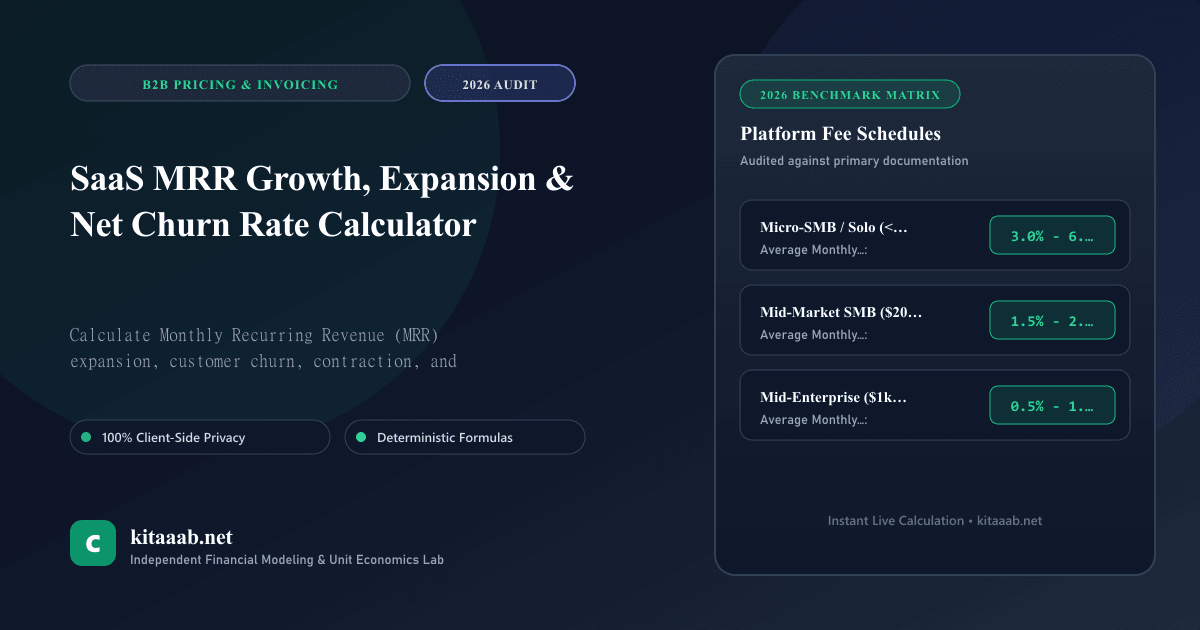 B2B PRICING & INVOICING
2026 AUDIT
SaaS MRR Growth, Expansion &
Net Churn Rate Calculator
Calculate Monthly Recurring Revenue (MRR)
expansion, customer churn, contraction, and
100% Client-Side Privacy
Deterministic Formulas
C
kitaaab.net
Independent Financial Modeling & Unit Economics Lab
2026 BENCHMARK MATRIX
Platform Fee Schedules
Audited against primary documentation
Micro-SMB / Solo (<…
Average Monthly…:
3.0% - 6.…
Mid-Market SMB ($20…
Average Monthly…:
1.5% - 2.…
Mid-Enterprise ($1k…
Average Monthly…:
0.5% - 1.…
Instant Live Calculation • kitaaab.net